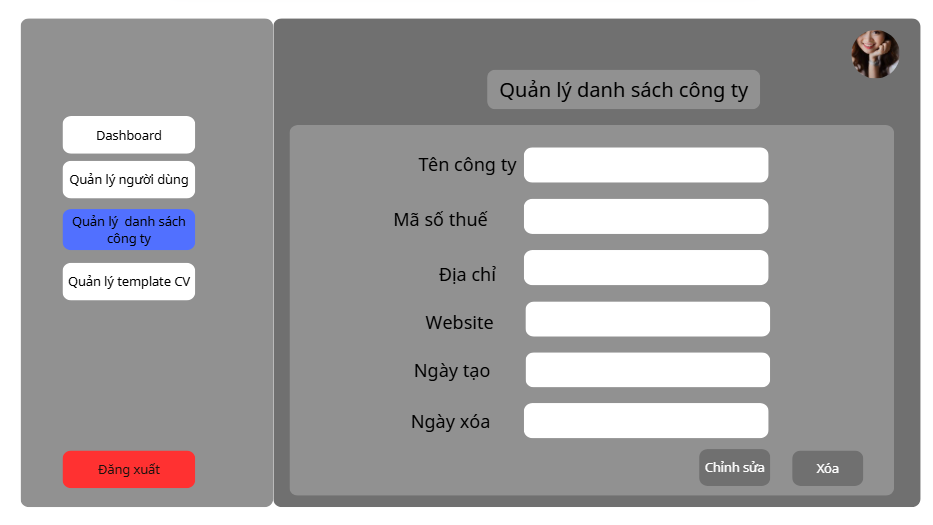 Dashboard
Quản lý người dùng
Quản lý  danh sách
công ty
Quản lý template CV
Đăng xuất
Quản lý danh sách công ty
Tên công ty
Mã số thuế
Địa chỉ
Website
Ngày tạo
Ngày xóa
Chỉnh sửa
Xóa